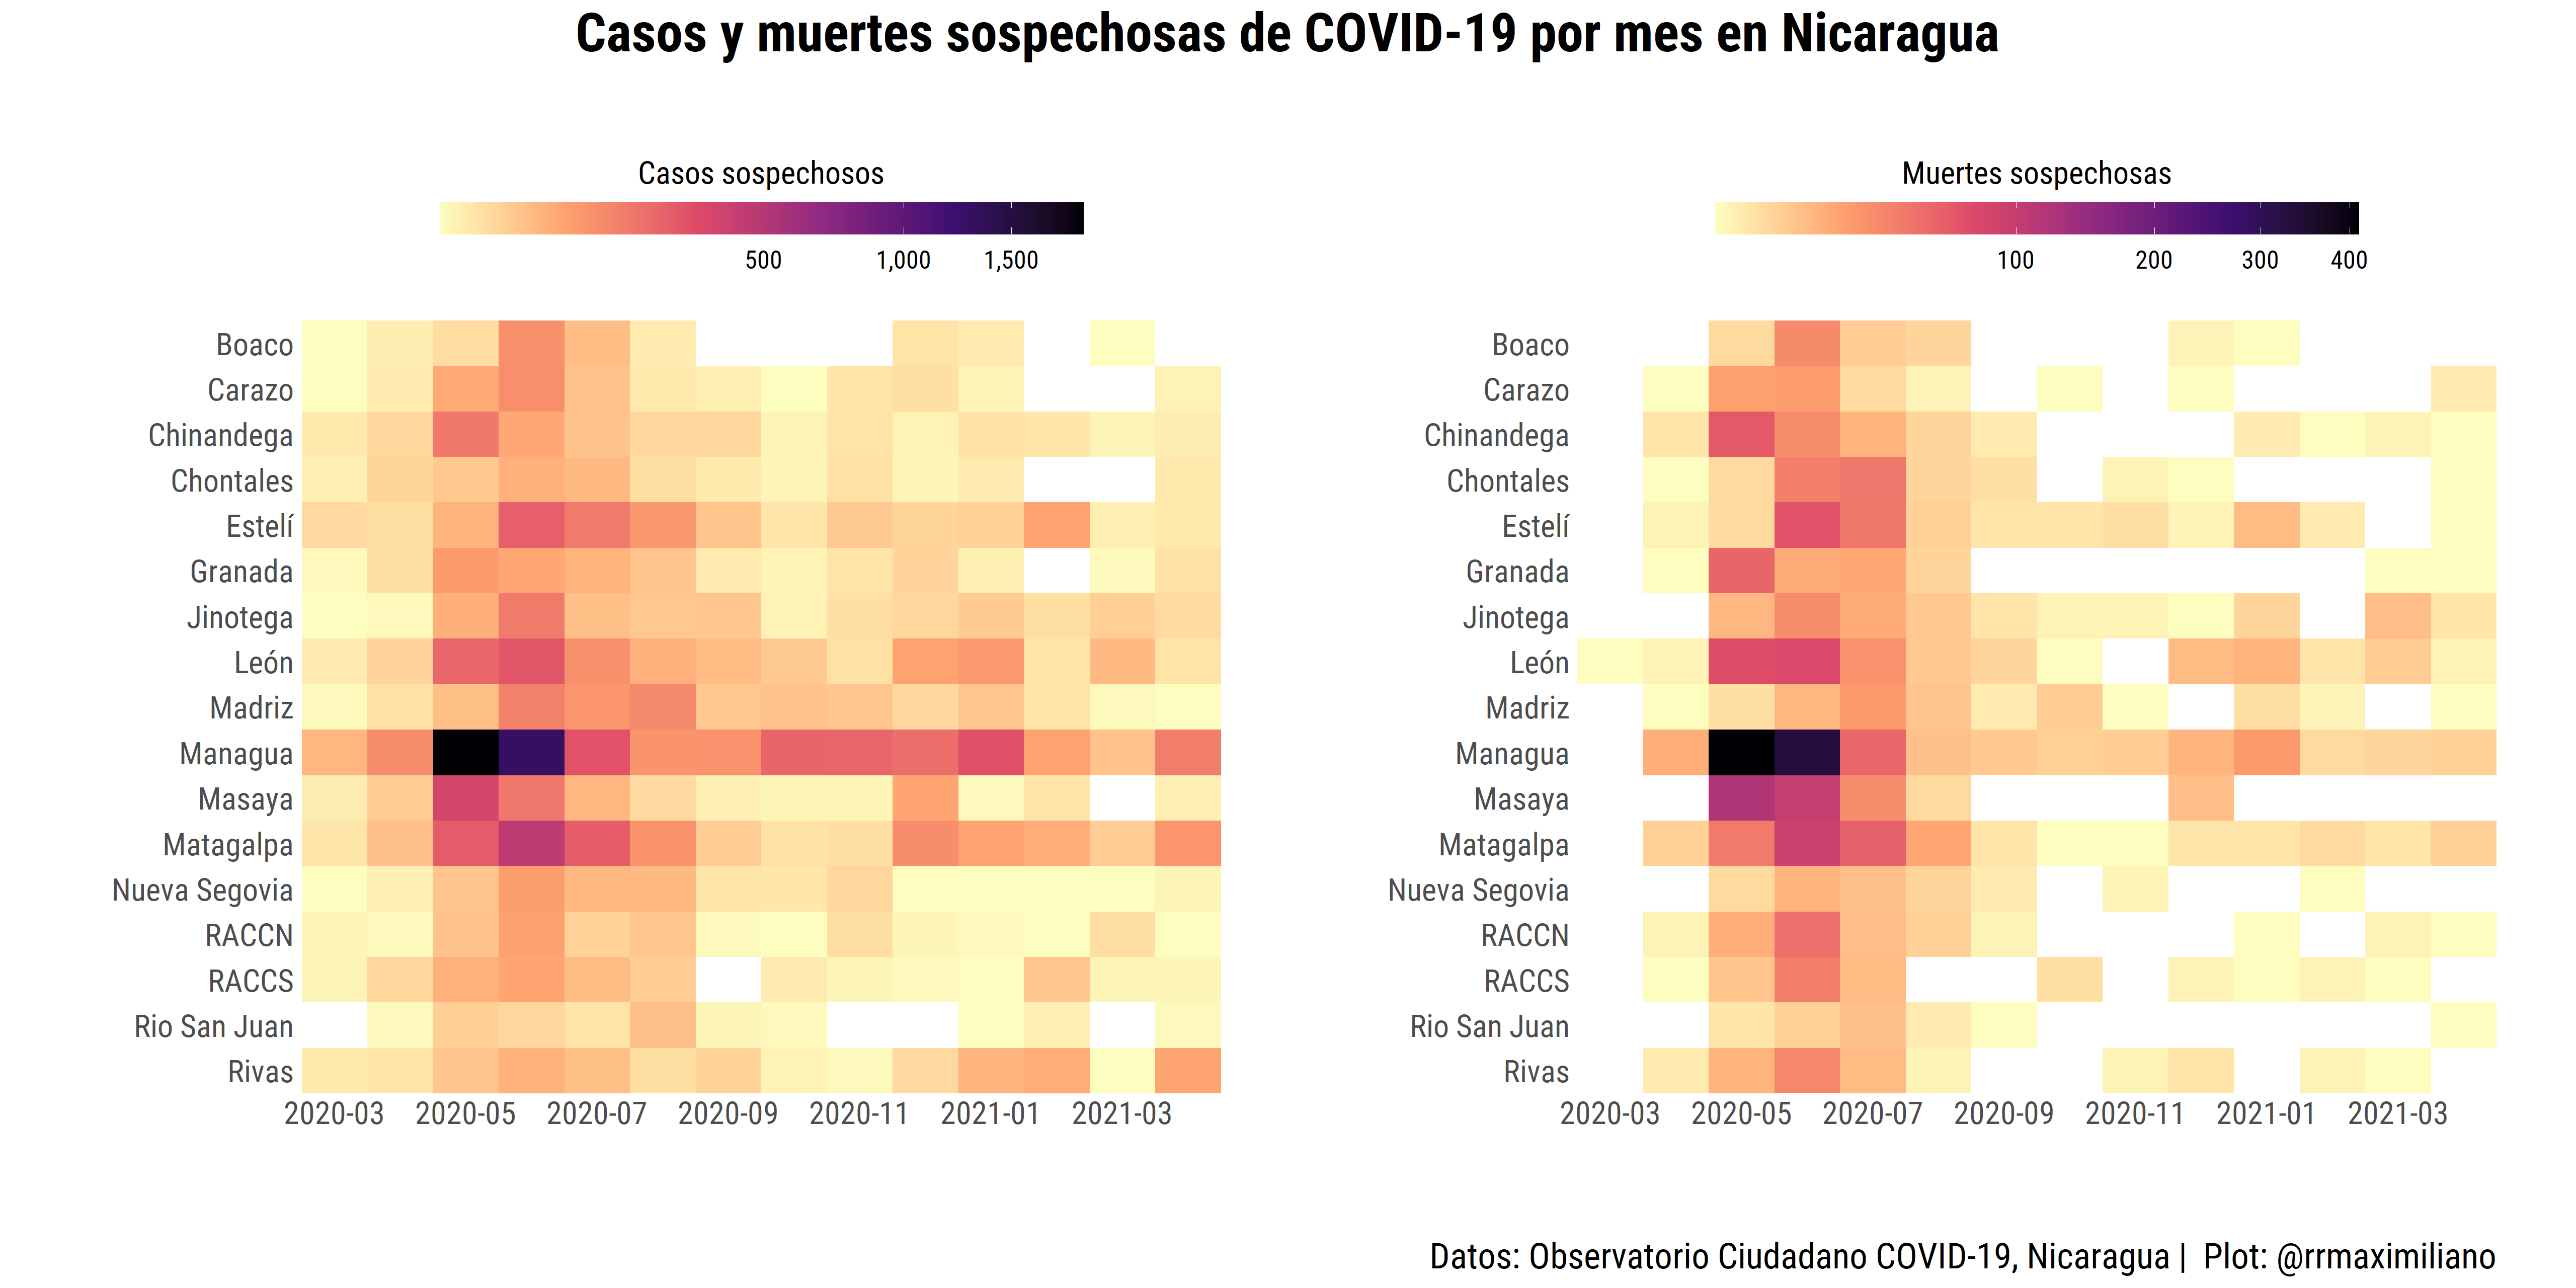 Casos y muertes sospechosas de COVID-19 por mes en Nicaragua
Casos sospechosos
500 1,000 1,500
Boaco
Carazo
Chinandega
Chontales
Estelí
Granada
Jinotega
León
Madriz
Managua
Masaya
Matagalpa
Nueva Segovia
RACCN
RACCS
Rio San Juan
Rivas
2020-03 2020-05 2020-07 2020-09 2020-11 2021-01 2021-03
Muertes sospechosas
100 200 300 400
Boaco
Carazo
Chinandega
Chontales
Estelí
Granada
Jinotega
León
Madriz
Managua
Masaya
Matagalpa
Nueva Segovia
RACCN
RACCS
Rio San Juan
Rivas
2020-03 2020-05 2020-07 2020-09 2020-11 2021-01 2021-03
Datos: Observatorio Ciudadano COVID-19, Nicaragua | Plot: @rrmaximiliano